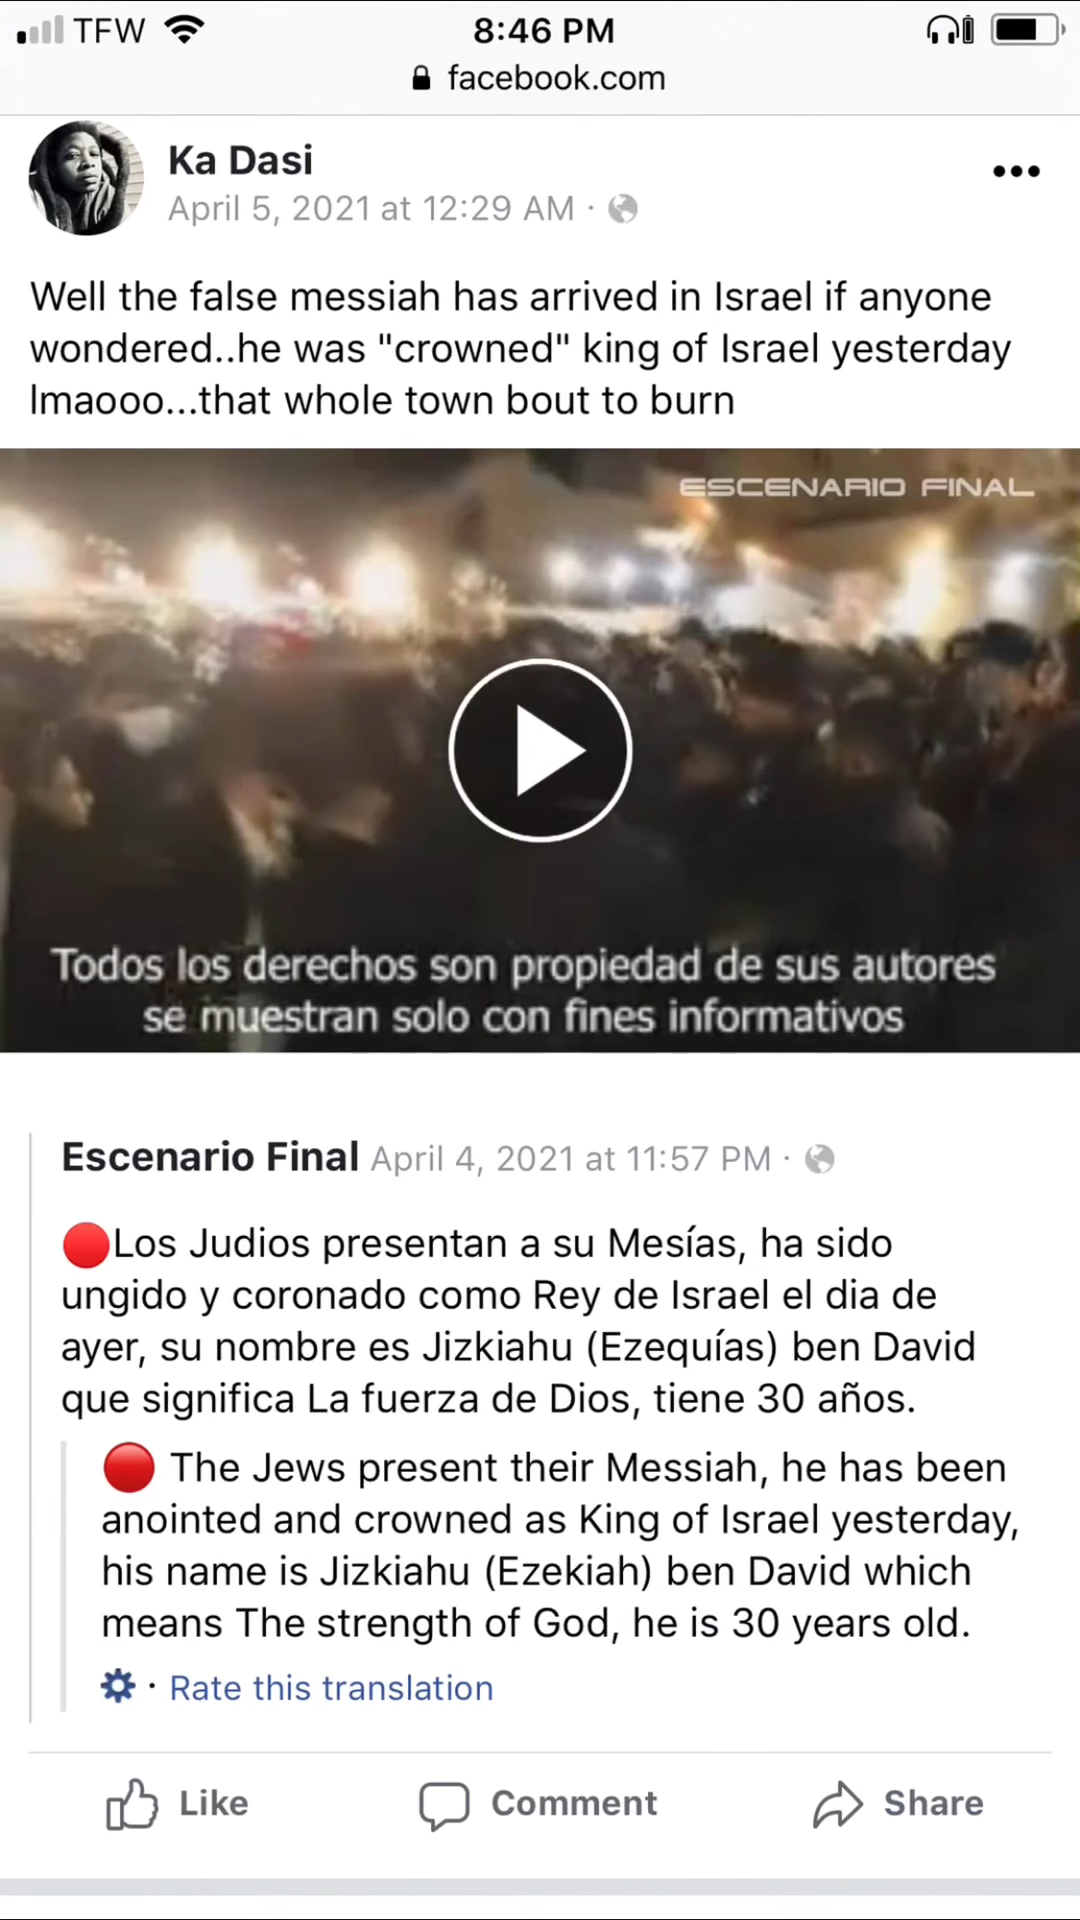 TFW
8:46 PM
facebook.com
Ka Dasi
April 5, 2021 at 12:29 AM ·
Well the false messiah has arrived in Israel if anyone
wondered..he was "crowned" king of Israel yesterday
lmaooo...that whole town bout to burn
ESCENARIO FINAL
Todos los derechos son propiedad de sus autores
se muestran solo con fines informativos
Escenario Final April 4, 2021 at 11:57 PM ·
🔴Los Judios presentan a su Mesías, ha sido
ungido y coronado como Rey de Israel el dia de
ayer, su nombre es Jizkiahu (Ezequías) ben David
que significa La fuerza de Dios, tiene 30 años.
🔴 The Jews present their Messiah, he has been
anointed and crowned as King of Israel yesterday,
his name is Jizkiahu (Ezekiah) ben David which
means The strength of God, he is 30 years old.
· Rate this translation
Like
Comment
Share